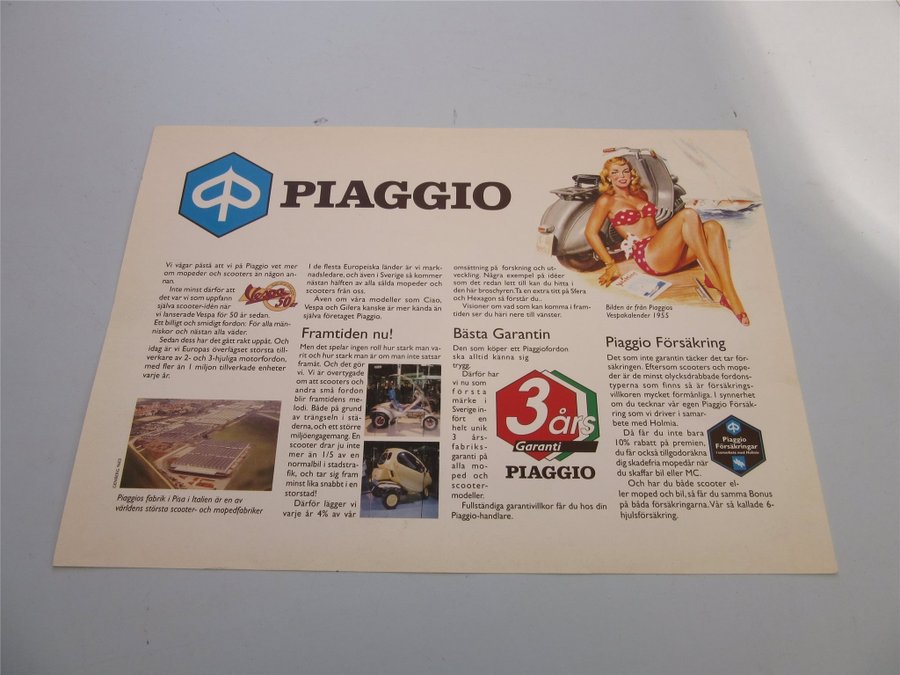 PIAGGIO
Vi vågar påstå att vi på Piaggio vet mer
om mopeder och scooters än någon an-
nan.
Inte minst därför att
det var vi som uppfann
själva scooter-idén när
vi lanserade Vespa för 50 år sedan.
Ett billigt och smidigt fordon: För alla män-
niskor och nästan alla väder.
Sedan dess har det gått rakt uppåt. Och
idag är vi Europas överlägset största till-
verkare av 2- och 3-hjuliga motorfordon,
med fler än 1 miljon tillverkade enheter
varje år.
Vespa
50 år
Piaggios fabrik i Pisa i Italien är en av
världens största scooter- och mopedfabriker
I de flesta Europeiska länder är vi mark-
nadsledare, och även i Sverige så kommer
nästan hälften av alla sålda mopeder och
scooters från oss.
Även om våra modeller som Ciao,
Vespa och Gilera kanske är mer kända än
själva företaget Piaggio.
Framtiden nu!
Men det spelar ingen roll hur stark man va-
rit och hur stark man är om man inte satsar
framåt. Och det gör
vi. Vi är övertygade
om att scooters och
andra små fordon
blir framtidens me-
lodi. Både på grund
av trängseln i stä-
derna, och ett större
miljöengagemang. En
scooter drar ju inte
mer än 1/5 av en
normalbil i stadstra-
fik, och tar sig fram
minst lika snabbt i en
storstad!
Därför lägger vi
varje år 4% av vår
omsättning på forskning och ut-
veckling. Några exempel på idéer
som det redan lett till kan du hitta i
den här broschyren. Ta en extra titt på Sfera
och Hexagon så förstår du..
Visioner om vad som kan komma i fram-
tiden ser du här nere till vänster.
Bästa Garantin
Den som köper ett Piaggiofordon
ska alltid känna sig
trygg.
Därför har
vi nu som
första
märke i
Sverige in-
fört en
helt unik
3 års-
fabriks-
garanti på
alla mo-
ped och
scooter-
modeller.
Fullständiga garantivillkor får du hos din
Piaggio-handlare.
3 års
Garanti
PIAGGIO
Bilden är från Piaggios
Vespakalender 1955
Piaggio Försäkring
Det som inte garantin täcker det tar för-
säkringen. Eftersom scooters och mope-
der är de minst olycksdrabbade fordons-
typerna som finns så är försäkrings-
villkoren mycket förmånliga. I synnerhet
om du tecknar vår egen Piaggio Försäk-
ring som vi driver i samar-
bete med Holmia.
Då får du inte bara
10% rabatt på premien,
du får också tillgodoräkna
dig skadefria mopedår när
du skaffar bil eller MC.
Och har du både scooter el-
ler moped och bil, så får du samma Bonus
på båda försäkringarna. Vår så kallade 6-
hjulsförsäkring.
Piaggio
Försäkringar
i samarbete med Holmia